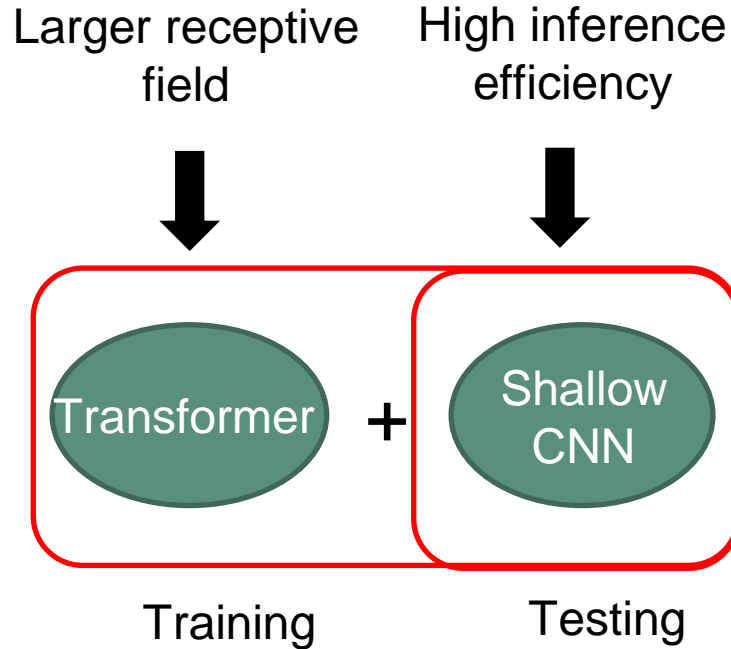 Larger receptive
field
High inference
efficiency
Transformer
+
Shallow
CNN
Training
Testing